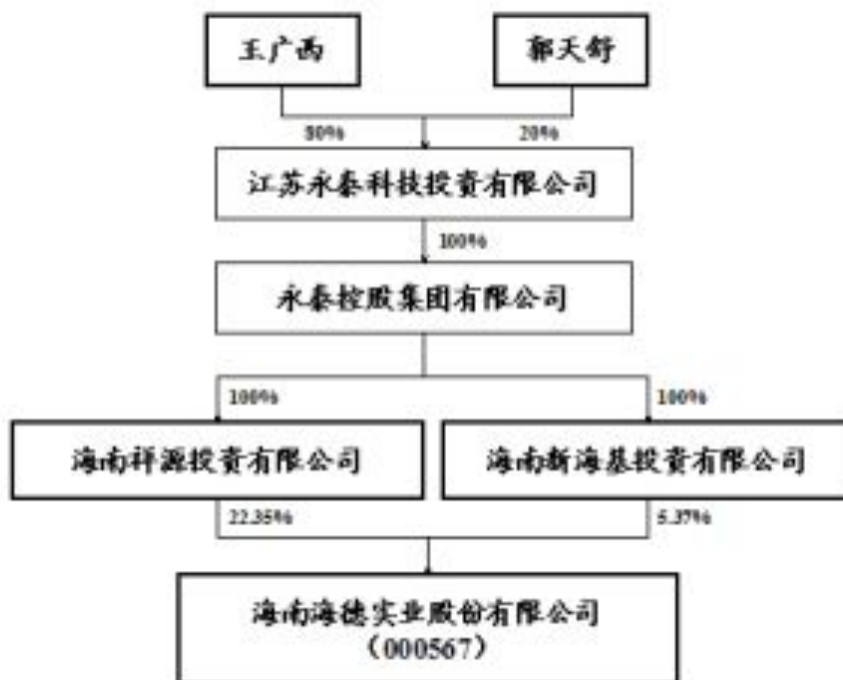 王广西
郭天舒
80%
20%
江苏永泰科技投资有限公司
100%
永泰控股集团有限公司
100%
100%
海南祥源投资有限公司
海南新海基投资有限公司
22.35%
5.37%
海南海德实业股份有限公司
（000567）